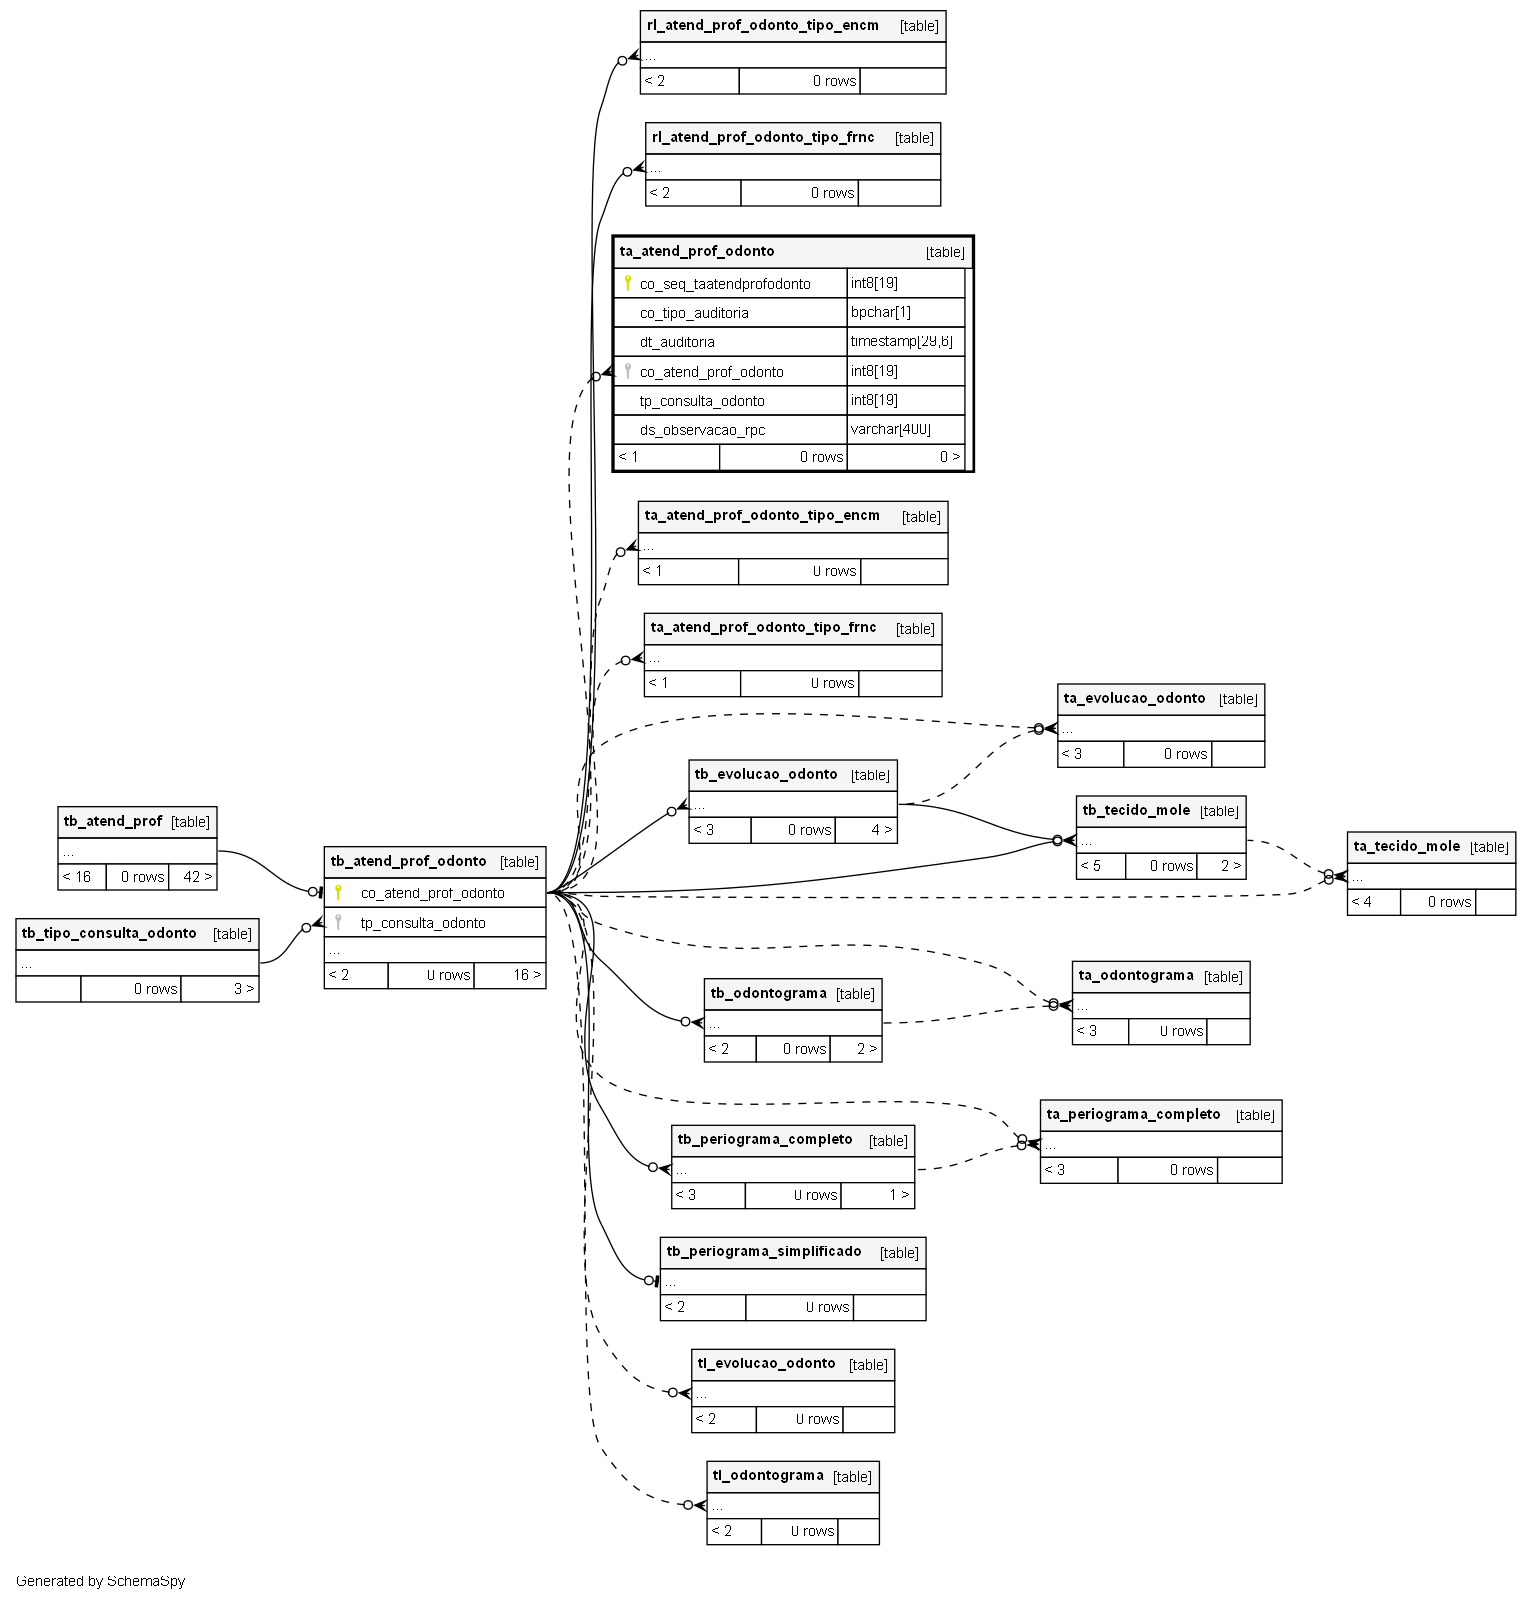 rl_atend_prof_odonto_tipo_encm [table]
...
< 2 0 rows
rl_atend_prof_odonto_tipo_frnc [table]
...
< 2 0 rows
ta_atend_prof_odonto [table]
co_seq_taatendprofodonto int8[19]
co_tipo_auditoria bpchar[1]
dt_auditoria timestamp[29,6]
co_atend_prof_odonto int8[19]
tp_consulta_odonto int8[19]
ds_observacao_rpc varchar[400]
< 1 0 rows 0 >
ta_atend_prof_odonto_tipo_encm [table]
...
< 1 0 rows
ta_atend_prof_odonto_tipo_frnc [table]
...
< 1 0 rows
ta_evolucao_odonto [table]
...
< 3 0 rows
tb_evolucao_odonto [table]
...
< 3 0 rows 4 >
tb_tecido_mole [table]
...
< 5 0 rows 2 >
ta_tecido_mole [table]
...
< 4 0 rows
tb_atend_prof [table]
...
< 16 0 rows 42 >
tb_atend_prof_odonto [table]
co_atend_prof_odonto
tp_consulta_odonto
...
< 2 0 rows 16 >
tb_tipo_consulta_odonto [table]
...
0 rows 3 >
ta_odontograma [table]
...
< 3 0 rows
tb_odontograma [table]
...
< 2 0 rows 2 >
ta_periograma_completo [table]
...
< 3 0 rows
tb_periograma_completo [table]
...
< 3 0 rows 1 >
tb_periograma_simplificado [table]
...
< 2 0 rows
tl_evolucao_odonto [table]
...
< 2 0 rows
tl_odontograma [table]
...
< 2 0 rows
Generated by SchemaSpy